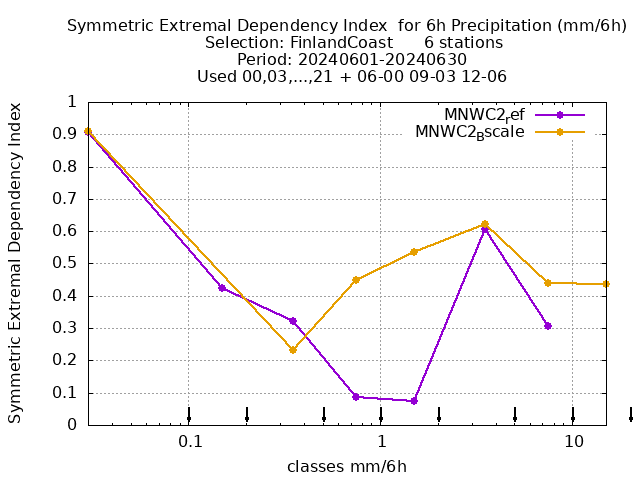 Symmetric Extremal Dependency Index for 6h Precipitation (mm/6h)
Selection: FinlandCoast 6 stations
Period: 20240601-20240630
Used 00,03,...,21 + 06-00 09-03 12-06
MNWC2ref
MNWC2Bscale
Symmetric Extremal Dependency Index
1
0.9
0.8
0.7
0.6
0.5
0.4
0.3
0.2
0.1
0
0.1 1 10
classes mm/6h